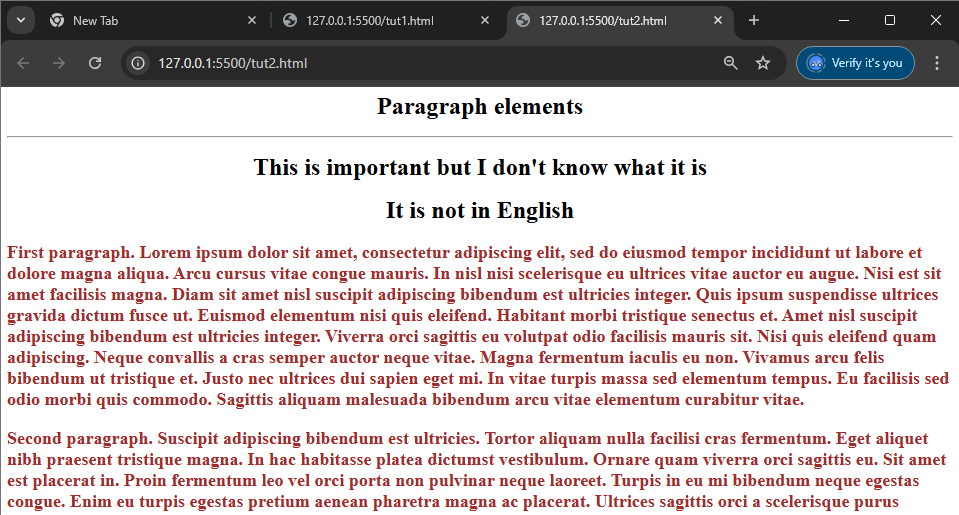 New Tab
127.0.0.1:5500/tut1.html
127.0.0.1:5500/tut2.html
127.0.0.1:5500/tut2.html
Verify it's you
Paragraph elements
This is important but I don't know what it is
It is not in English
First paragraph. Lorem ipsum dolor sit amet, consectetur adipiscing elit, sed do eiusmod tempor incididunt ut labore et
dolore magna aliqua. Arcu cursus vitae congue mauris. In nisl nisi scelerisque eu ultrices vitae auctor eu augue. Nisi est sit
amet facilisis magna. Diam sit amet nisl suscipit adipiscing bibendum est ultricies integer. Quis ipsum suspendisse ultrices
gravida dictum fusce ut. Euismod elementum nisi quis eleifend. Habitant morbi tristique senectus et. Amet nisl suscipit
adipiscing bibendum est ultricies integer. Viverra orci sagittis eu volutpat odio facilisis mauris sit. Nisi quis eleifend quam
adipiscing. Neque convallis a cras semper auctor neque vitae. Magna fermentum iaculis eu non. Vivamus arcu felis
bibendum ut tristique et. Justo nec ultrices dui sapien eget mi. In vitae turpis massa sed elementum tempus. Eu facilisis sed
odio morbi quis commodo. Sagittis aliquam malesuada bibendum arcu vitae elementum curabitur vitae.
Second paragraph. Suscipit adipiscing bibendum est ultricies. Tortor aliquam nulla facilisi cras fermentum. Eget aliquet
nibh praesent tristique magna. In hac habitasse platea dictumst vestibulum. Ornare quam viverra orci sagittis eu. Sit amet
est placerat in. Proin fermentum leo vel orci porta non pulvinar neque laoreet. Turpis in eu mi bibendum neque egestas
congue. Enim eu turpis egestas pretium aenean pharetra magna ac placerat. Ultrices sagittis orci a scelerisque purus